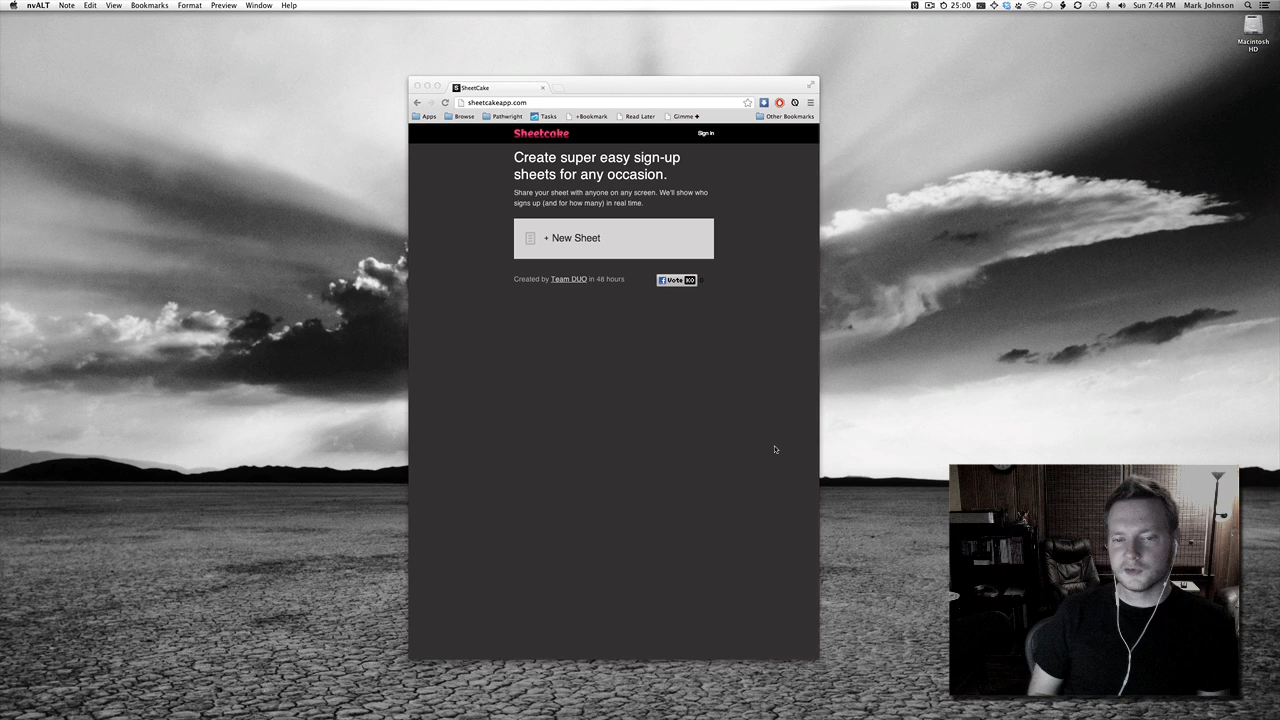 nvALT Note Edit View Bookmarks Format Preview Window Help
25:00 Sun 7:44 PM Mark Johnson
Macintosh
HD
SheetCake
sheetcakeapp.com
Apps Browse Pathwright Tasks +Bookmark Read Later Gimme + Other Bookmarks
Sheetcake Sign in
Create super easy sign-up
sheets for any occasion.
Share your sheet with anyone on any screen. We'll show who
signs up (and for how many) in real time.
+ New Sheet
Created by Team DUO in 48 hours
Vote KO